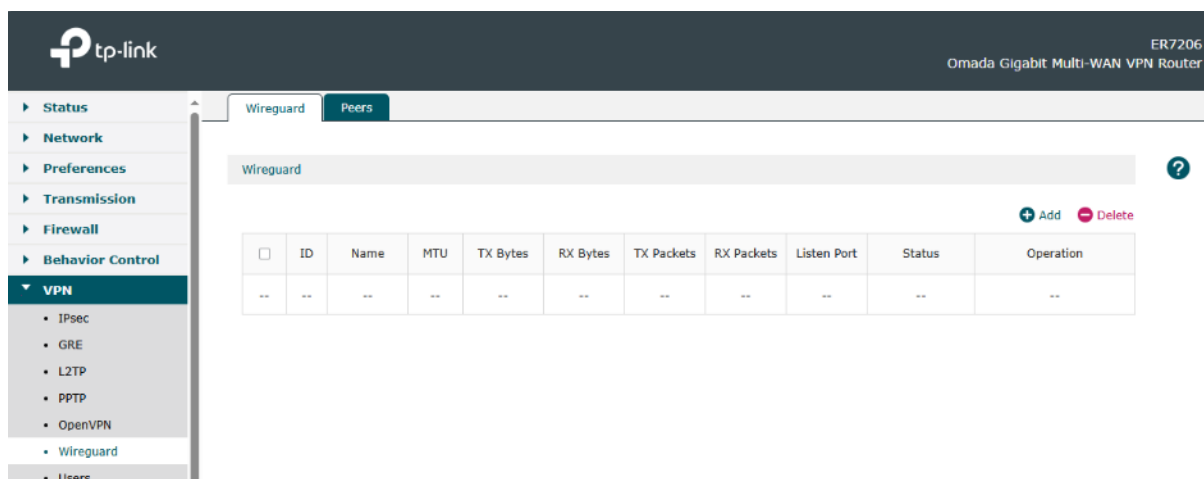 tp-link
ER7206
Omada Gigabit Multi-WAN VPN Router
Status
Network
Preferences
Transmission
Firewall
Behavior Control
VPN
IPsec
GRE
L2TP
PPTP
OpenVPN
Wireguard
Users
Wireguard Peers
Wireguard
?
Add Delete
ID Name MTU TX Bytes RX Bytes TX Packets RX Packets Listen Port Status Operation
-- -- -- -- -- -- -- -- -- -- --